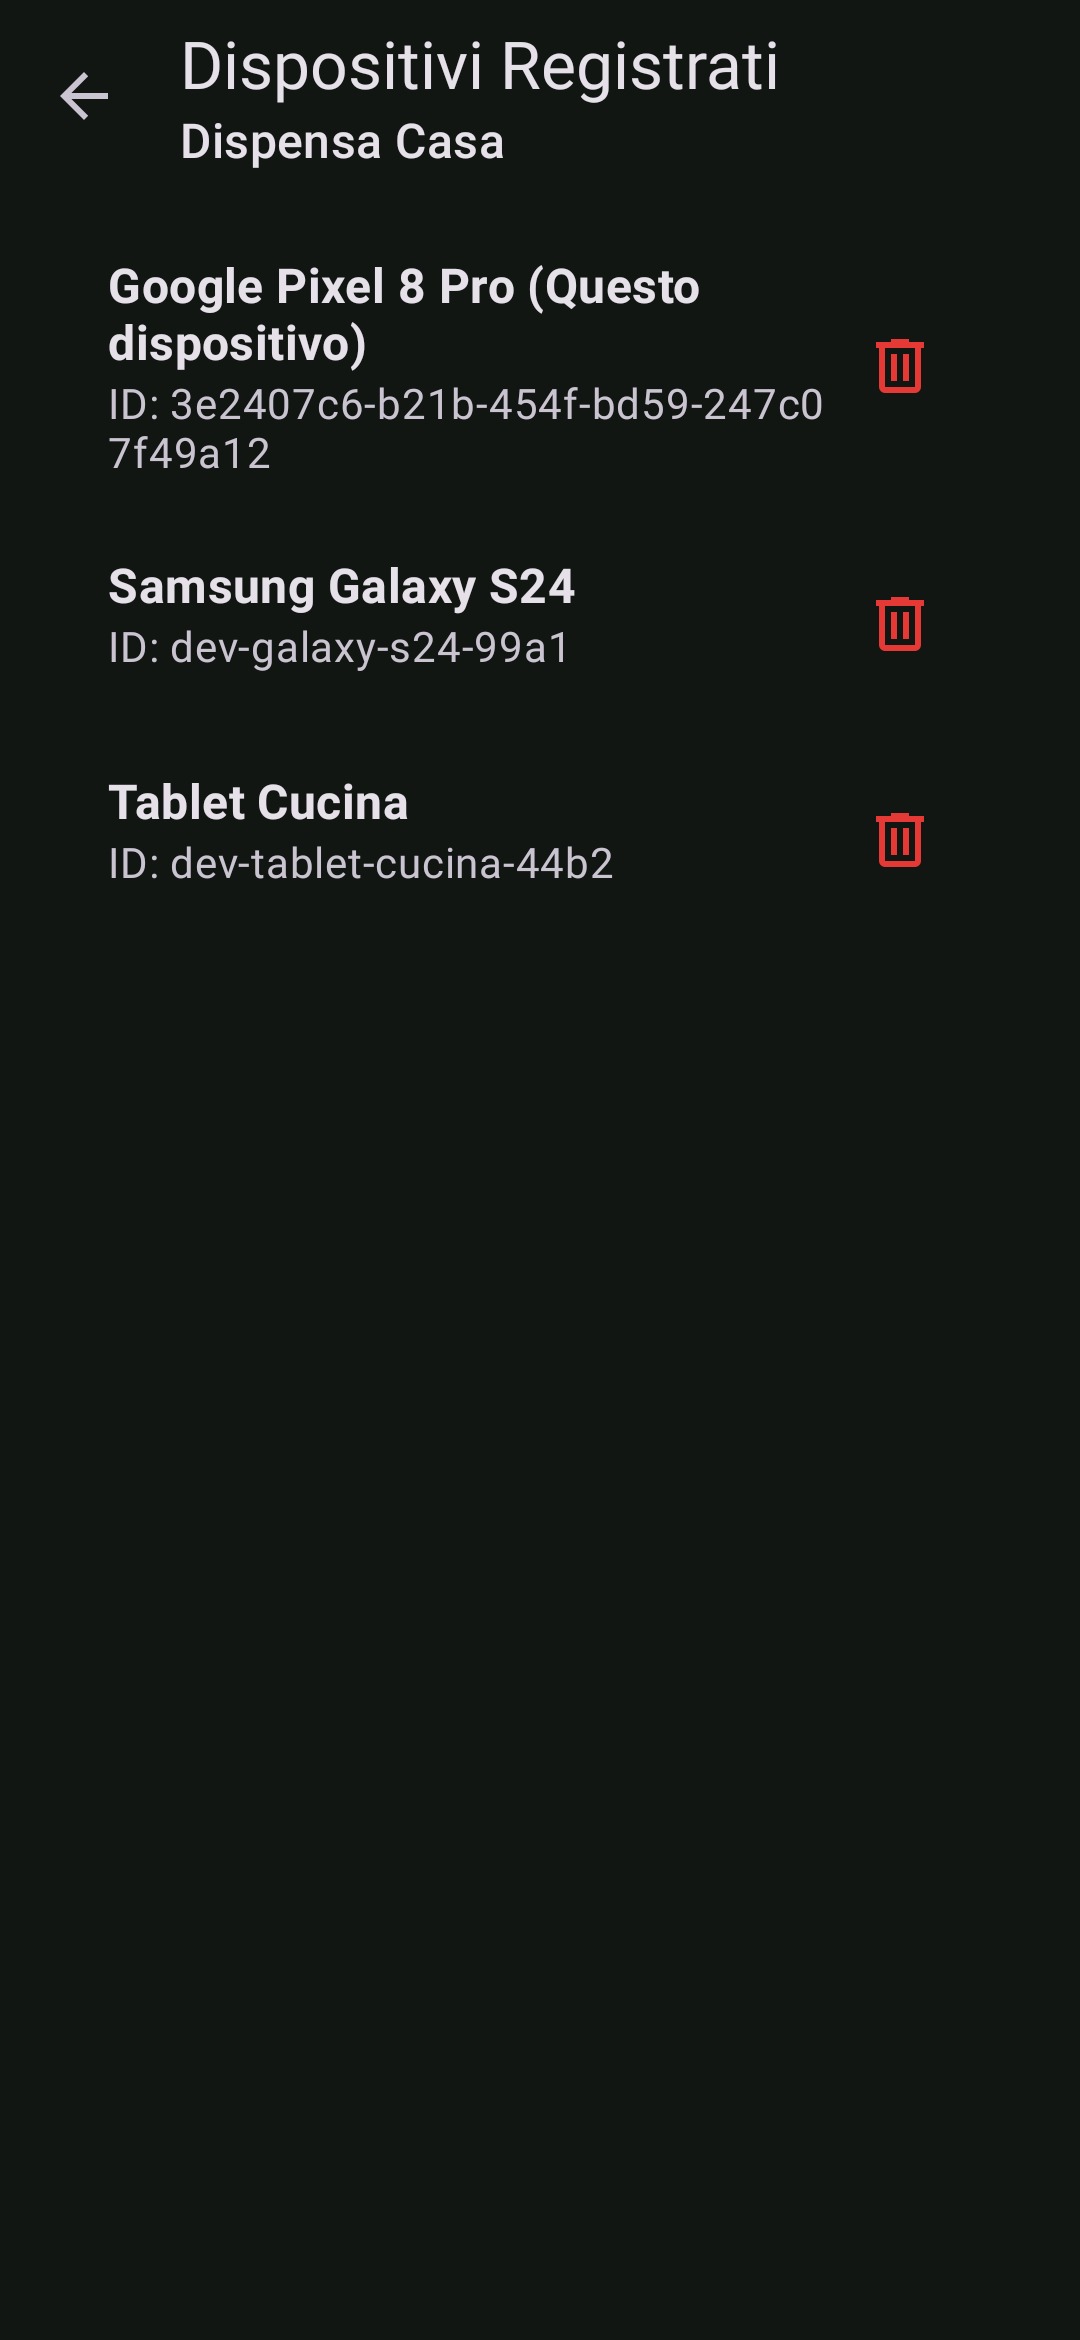 Dispositivi Registrati
Dispensa Casa
Google Pixel 8 Pro (Questo
dispositivo)
ID: 3e2407c6-b21b-454f-bd59-247c0
7f49a12
Samsung Galaxy S24
ID: dev-galaxy-s24-99a1
Tablet Cucina
ID: dev-tablet-cucina-44b2